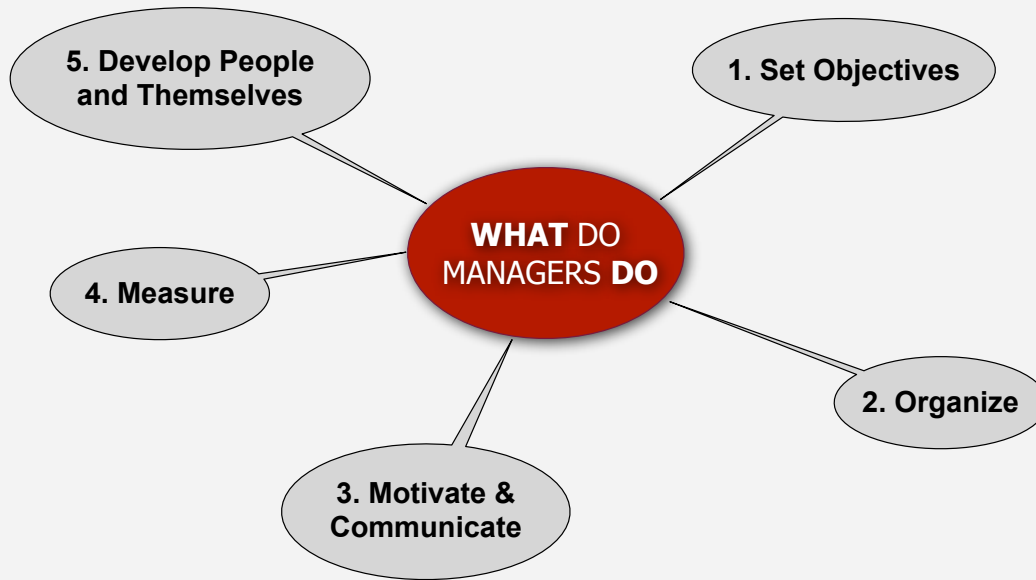 WHAT DO
MANAGERS DO
1. Set Objectives
2. Organize
3. Motivate &
Communicate
4. Measure
5. Develop People
and Themselves